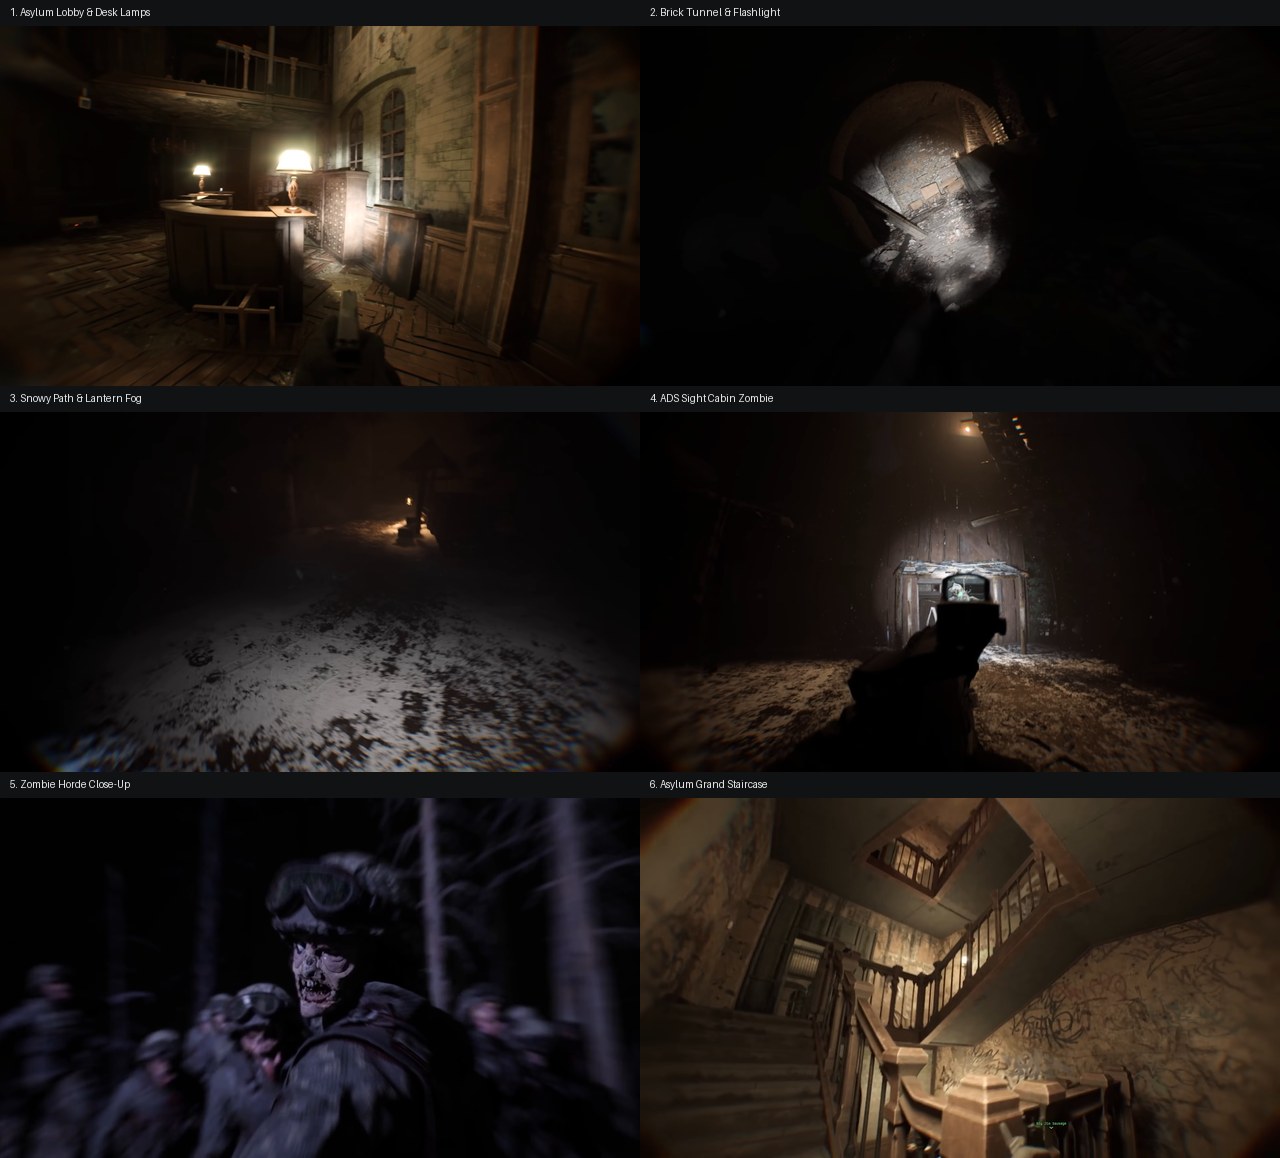 1. Asylum Lobby & Desk Lamps
2. Brick Tunnel & Flashlight
3. Snowy Path & Lantern Fog
4. ADS Sight Cabin Zombie
5. Zombie Horde Close-Up
6. Asylum Grand Staircase